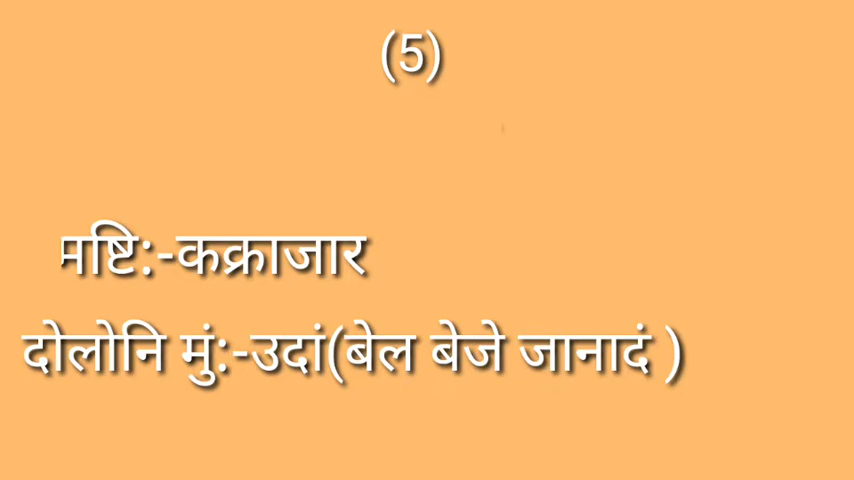 (5)
मष्टि:-कक्राजार
दोलोनि मुं:-उदां(बेल बेजे जानादं )